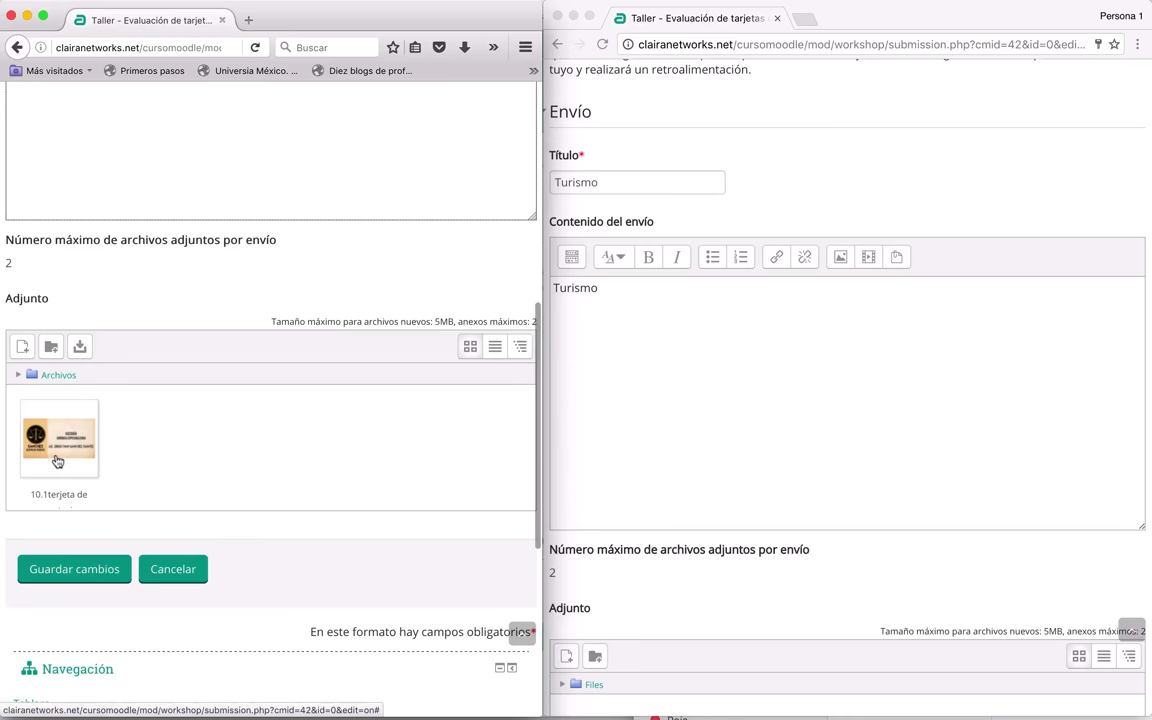 Taller - Evaluación de tarjet...
clairanetworks.net/cursomoodle/moc
Buscar
Más visitados
Primeros pasos
Universia México. ...
Diez blogs de prof...
Número máximo de archivos adjuntos por envío
2
Adjunto
Tamaño máximo para archivos nuevos: 5MB, anexos máximos: 2
Archivos
10.1terjeta de
Guardar cambios
Cancelar
En este formato hay campos obligatorios*
Navegación
clairanetworks.net/cursomoodle/mod/workshop/submission.php?cmid=42&id=0&edit=on#
Taller - Evaluación de tarjetas
Persona 1
clairanetworks.net/cursomoodle/mod/workshop/submission.php?cmid=42&id=0&edi...
tuyo y realizará un retroalimentación.
Envío
Título*
Turismo
Contenido del envío
B I
Turismo
Número máximo de archivos adjuntos por envío
2
Adjunto
Tamaño máximo para archivos nuevos: 5MB, anexos máximos: 2
Files